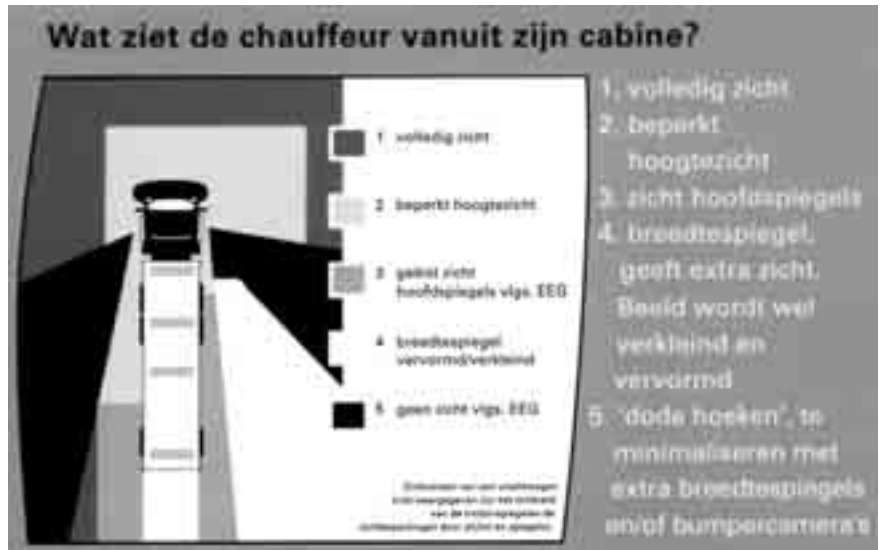 Wat ziet de chauffeur vanuit zijn cabine?
1 volledig zicht
2 beperkt hoogtezicht
3 zicht
hoofdspiegels vlgs. EEG
4 breedtespiegel
vervormd/verkleind
5 geen zicht vlgs. EEG
1. volledig zicht
2. beperkt
hoogtezicht
3. zicht hoofdspiegels
4. breedtespiegel,
geeft extra zicht.
Beeld wordt wel
verkleind en
vervormd
5. 'dode hoeken', te
minimaliseren met
extra breedtespingels
en/of bumpercamera's